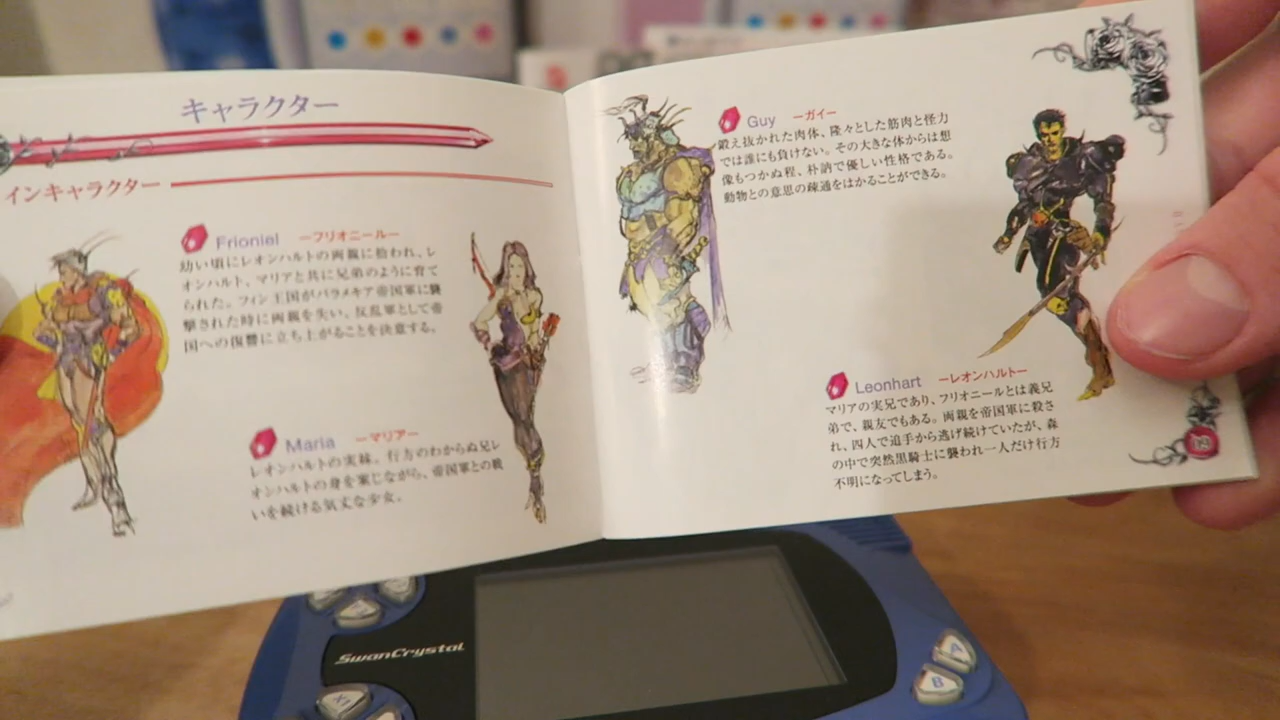 キャラクター
インキャラクター
Frioniel ーフリオニールー
幼い頃にレオンハルトの両親に拾われ、レ
オンハルト、マリアと共に兄弟のように育て
られた。フィン王国がパラメキア帝国軍に襲
撃された時に両親を失い、反乱軍として帝
国への復讐に立ち上がることを決意する。
Maria ーマリアー
レオンハルトの実妹。行方のわからぬ兄レ
オンハルトの身を案じながら、帝国軍との戦
いを続ける気丈な少女。
Guy ーガイー
鍛え抜かれた肉体、隆々とした筋肉と怪力
では誰にも負けない。その大きな体からは想
像もつかぬ程、朴訥で優しい性格である。
動物との意思の疎通をはかることができる。
Leonhart ーレオンハルトー
マリアの実兄であり、フリオニールとは義兄
弟で、親友でもある。両親を帝国軍に殺さ
れ、四人で追手から逃げ続けていたが、森
の中で突然黒騎士に襲われ一人だけ行方
不明になってしまう。
SwanCrystal
A
B